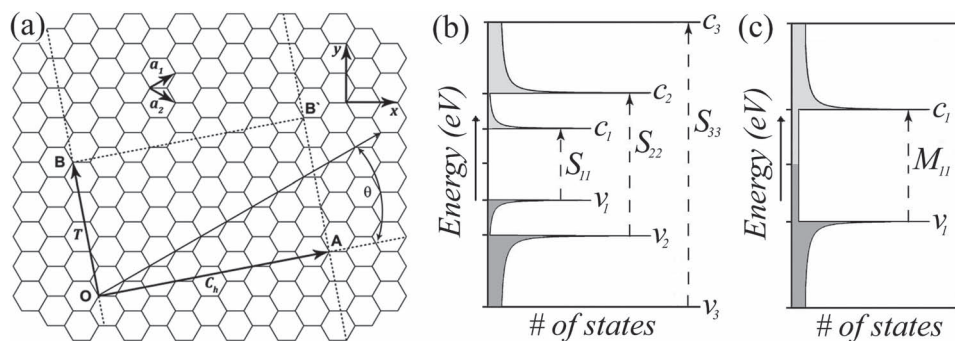 (a)
a₁
a₂
y
x
B
B`
T
θ
A
O
Cₕ
(b)
Energy (eV)
c₃
c₂
c₁
S₁₁
S₂₂
S₃₃
v₁
v₂
v₃
# of states
(c)
Energy (eV)
c₁
M₁₁
v₁
# of states